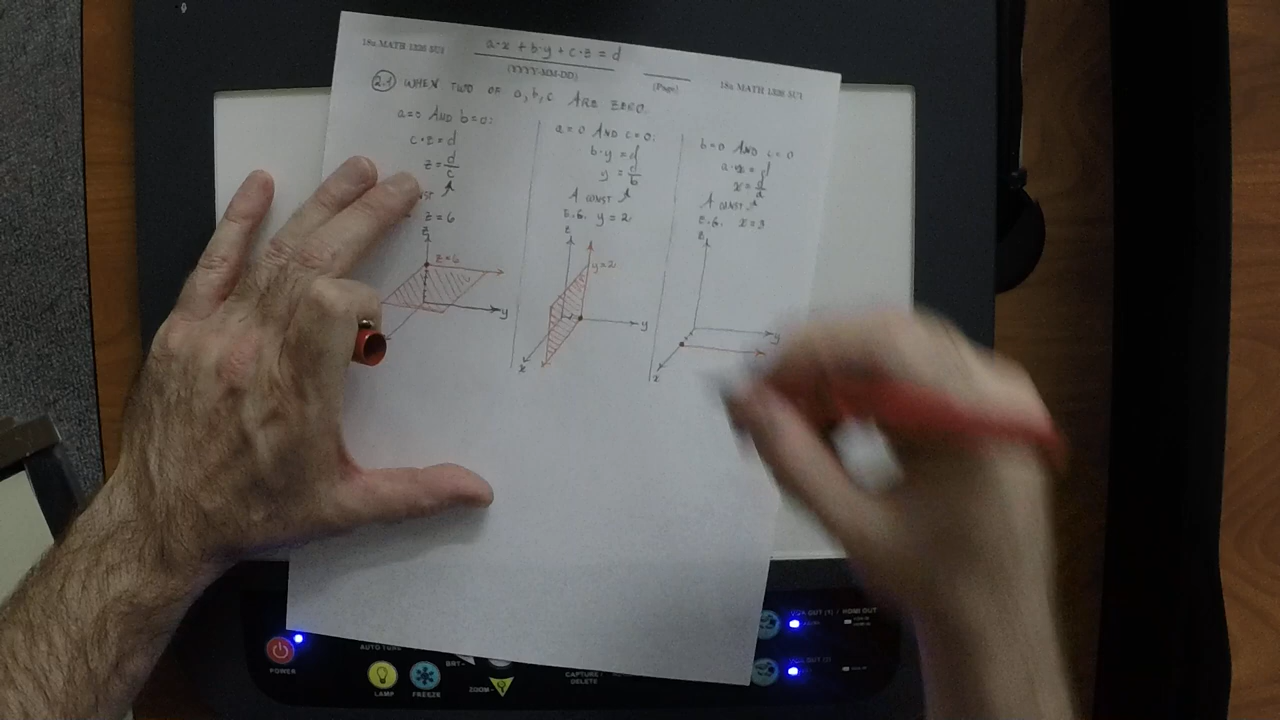 a·x + b·y + c·z = d
18a MATH 1326 SU1
(YYYY-MM-DD)
(Page)
18a MATH 1326 SU1
2.1 WHEN TWO OF a, b, c ARE ZERO.
a=0 AND b=0:
c·z=d
z=d/c
z=6
z
z=6
y
a=0 AND c=0:
b·y=d
y=d/b
A CONST
E.G. y=2
z
y=2
y
x
b=0 AND c=0
a·x=d
x=d/a
A CONST
E.G. x=3
z
y
x
POWER
LAMP
FREEZE
ZOOM
CAPTURE/
DELETE